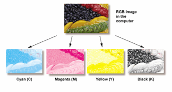 RGB image
in the
computer
Cyan (C)
Magenta (M)
Yellow (Y)
Black (K)